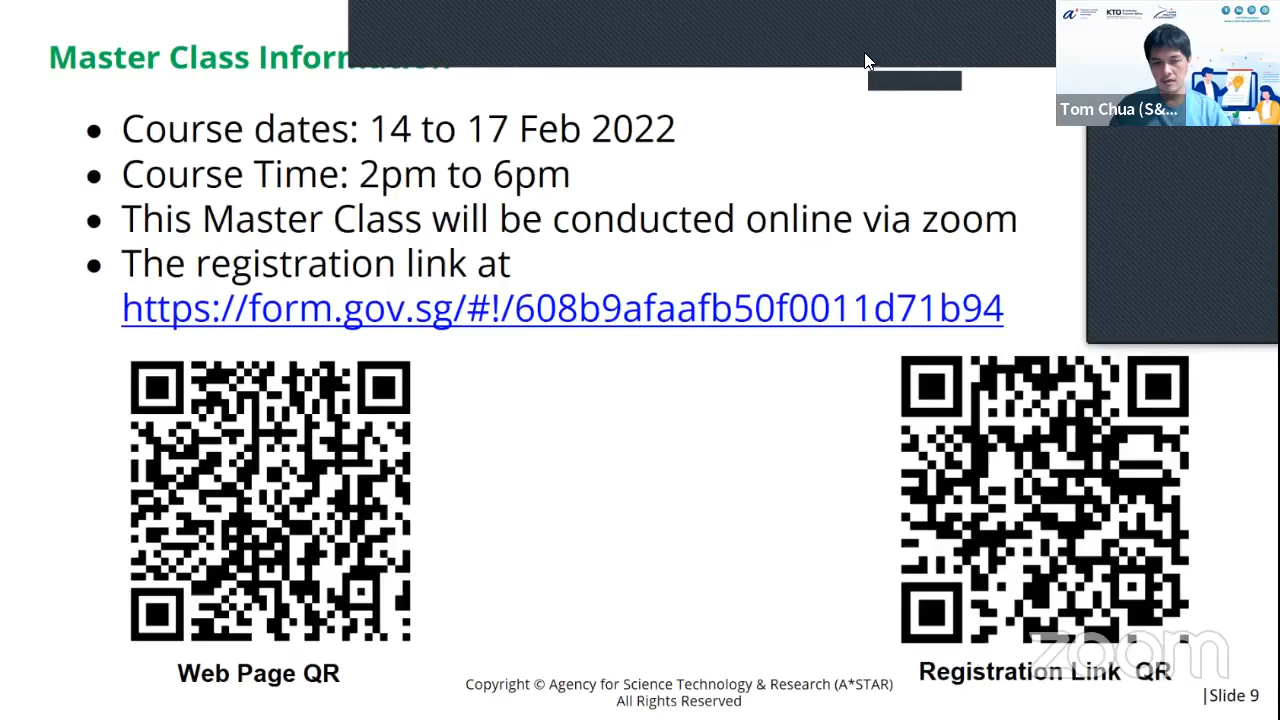 Master Class Information
Tom Chua (S&...
• Course dates: 14 to 17 Feb 2022
• Course Time: 2pm to 6pm
• This Master Class will be conducted online via zoom
• The registration link at
https://form.gov.sg/#!/608b9afaafb50f0011d71b94
Web Page QR
Registration Link QR
zoom
Copyright © Agency for Science Technology & Research (A*STAR)
All Rights Reserved
|Slide 9